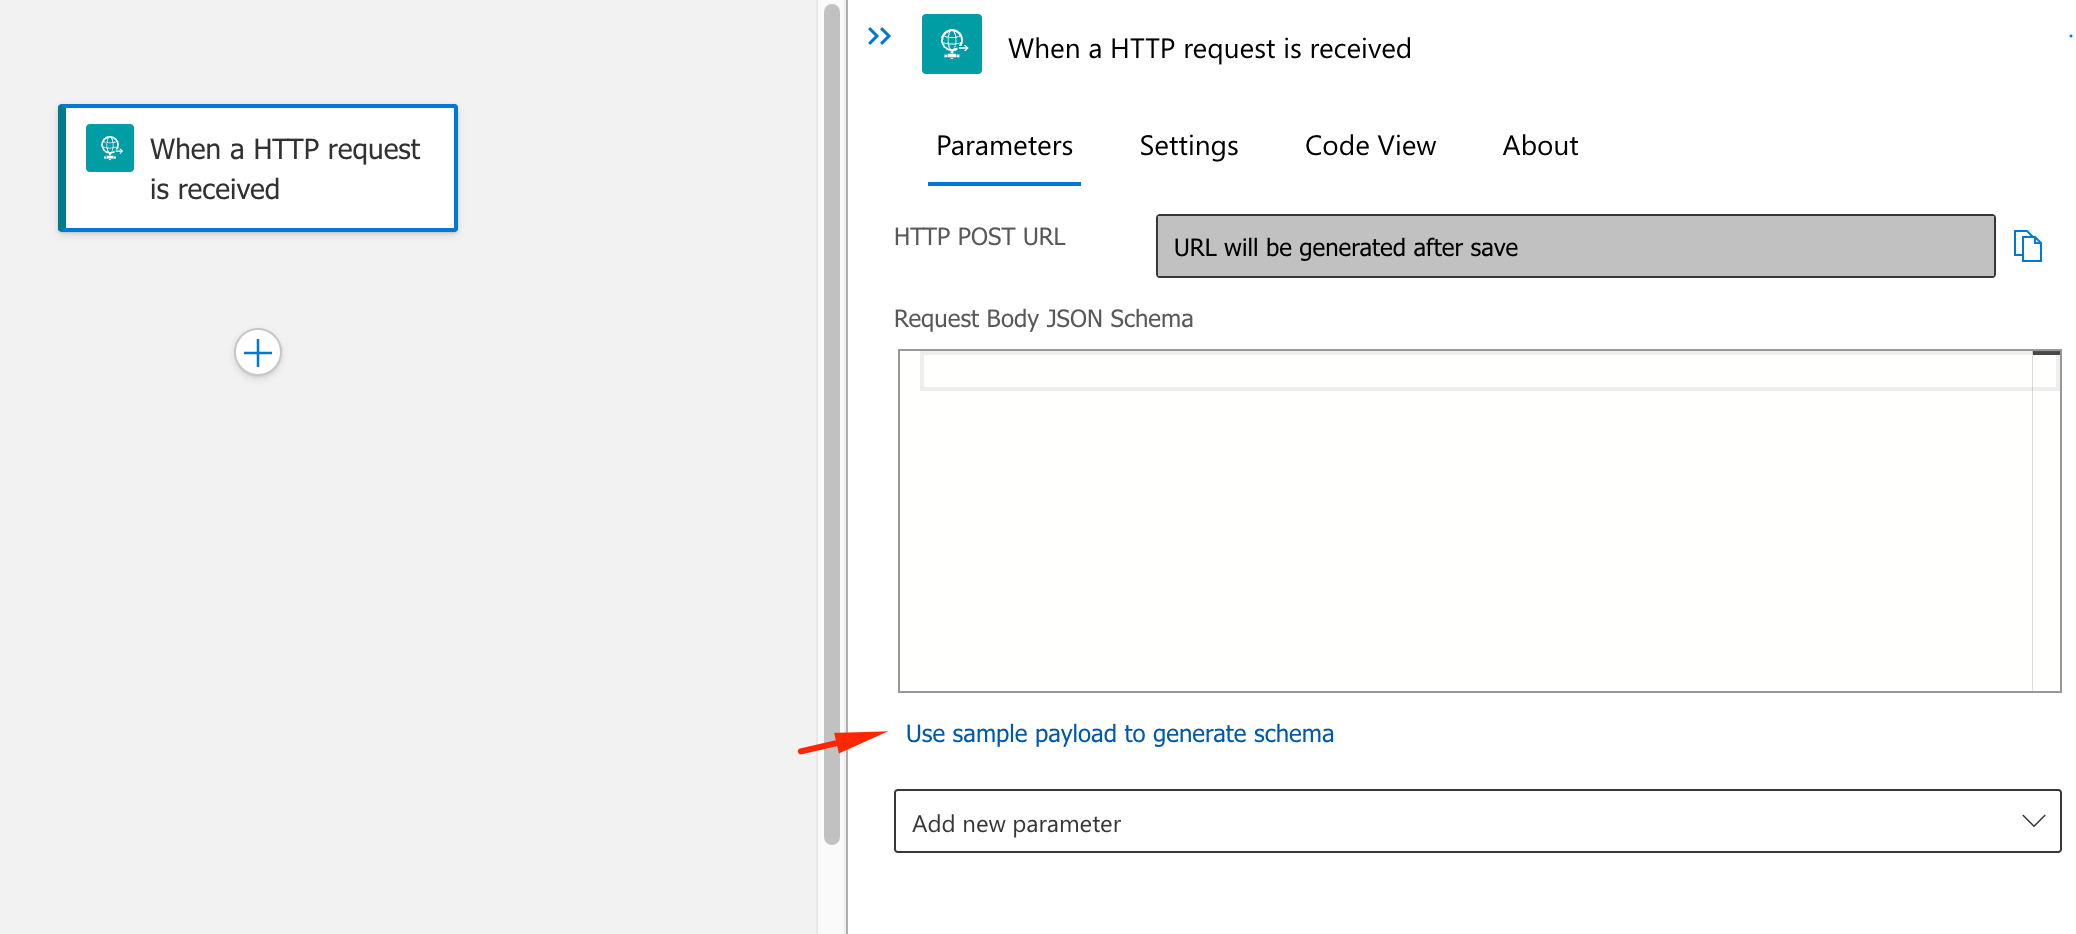 When a HTTP request
is received
When a HTTP request is received
Parameters Settings Code View About
HTTP POST URL
URL will be generated after save
Request Body JSON Schema
Use sample payload to generate schema
Add new parameter